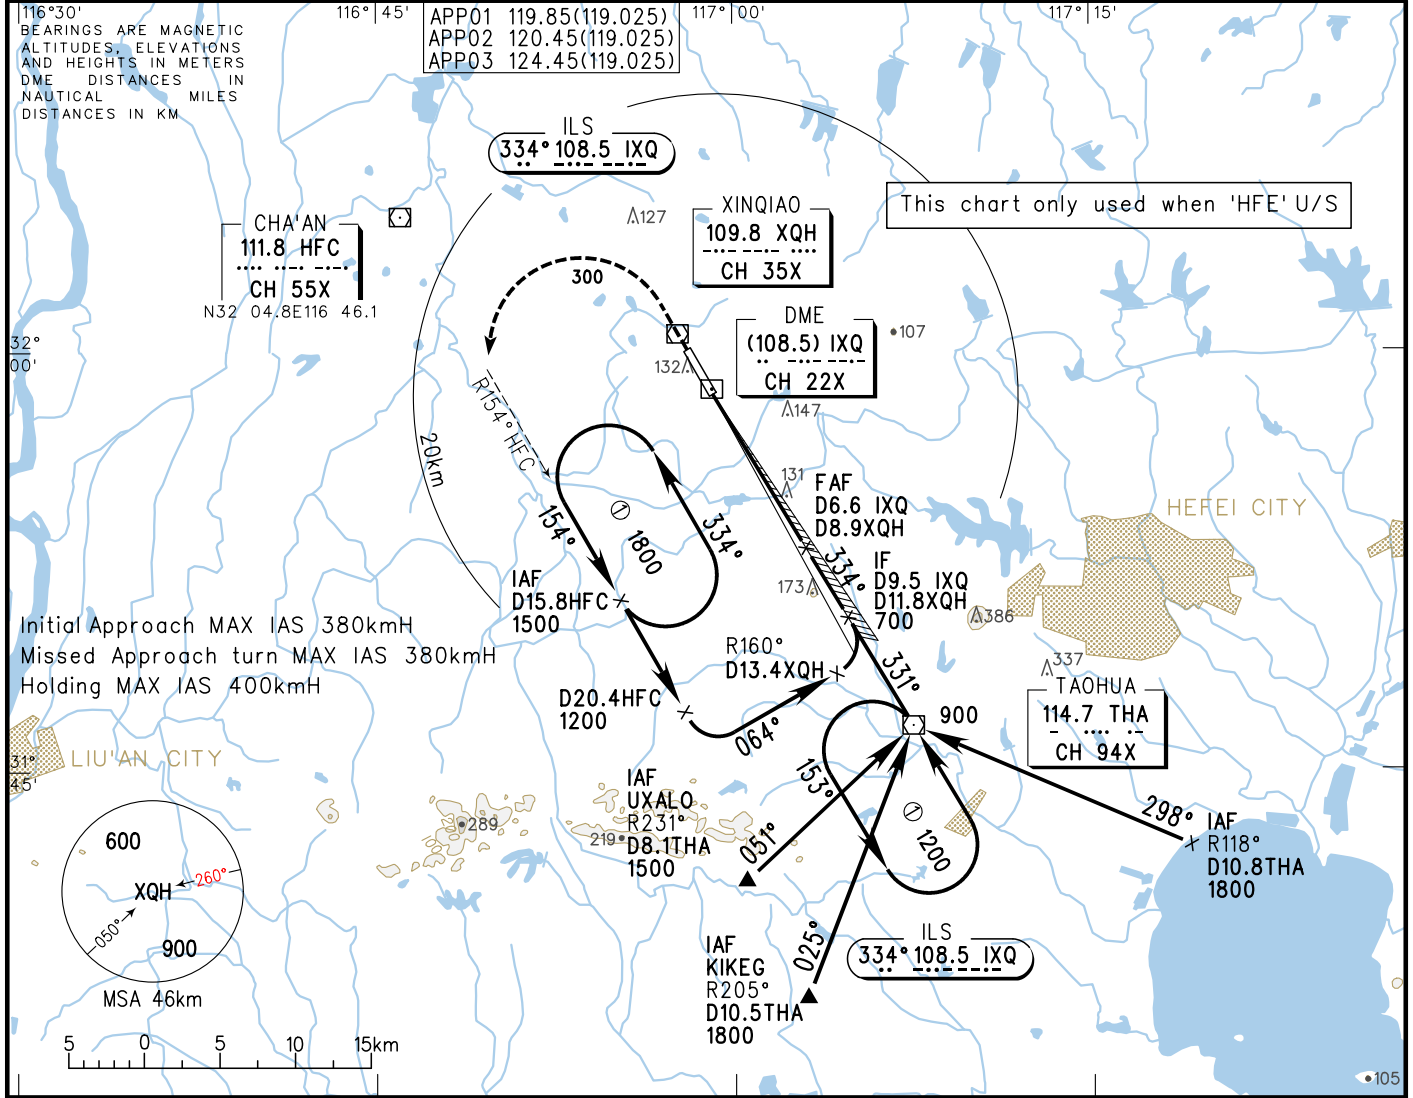 116°30'
116°45'
117°00'
117°15'
BEARINGS ARE MAGNETIC
ALTITUDES, ELEVATIONS
AND HEIGHTS IN METERS
DME DISTANCES IN
NAUTICAL MILES
DISTANCES IN KM
APP01 119.85(119.025)
APP02 120.45(119.025)
APP03 124.45(119.025)
ILS
334° 108.5 IXQ
This chart only used when 'HFE' U/S
CHA'AN
111.8 HFC
CH 55X
N32 04.8E116 46.1
127
XINQIAO
109.8 XQH
CH 35X
300
DME
(108.5) IXQ
CH 22X
107
32°
00'
132
147
R154° HFC
20km
131
FAF
D6.6 IXQ
D8.9XQH
HEFEI CITY
154°
1
1800
334°
334°
IF
D9.5 IXQ
D11.8XQH
700
IAF
D15.8HFC
1500
173
386
Initial Approach MAX IAS 380kmH
Missed Approach turn MAX IAS 380kmH
Holding MAX IAS 400kmH
R160°
D13.4XQH
331°
337
D20.4HFC
1200
064°
900
TAOHUA
114.7 THA
CH 94X
LIU'AN CITY
31°
45'
153°
IAF
UXALO
R231°
D8.1THA
1500
289
219
051°
1
1200
298°
IAF
R118°
D10.8THA
1800
600
XQH
260°
050°
900
MSA 46km
025°
IAF
KIKEG
R205°
D10.5THA
1800
ILS
334° 108.5 IXQ
5 0 5 10 15km
105